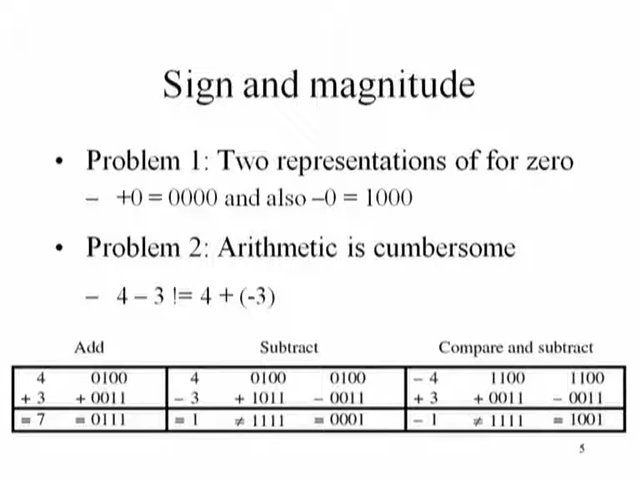 Sign and magnitude
• Problem 1: Two representations of for zero
– +0 = 0000 and also –0 = 1000
• Problem 2: Arithmetic is cumbersome
– 4 – 3 != 4 + (-3)
Add Subtract Compare and subtract
4 0100 4 0100 0100 – 4 1100 1100
+ 3 + 0011 – 3 + 1011 – 0011 + 3 + 0011 – 0011
= 7 = 0111 = 1 ≠ 1111 = 0001 – 1 ≠ 1111 = 1001
5